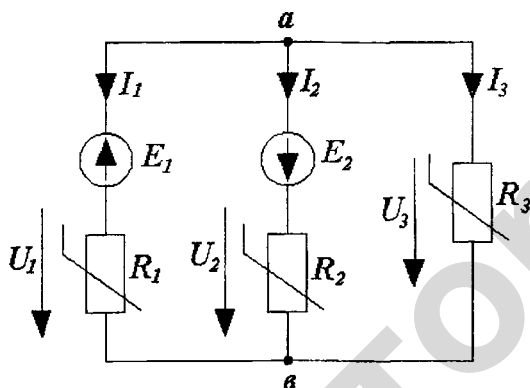 a
I₁ I₂ I₃
E₁ E₂
U₁ R₁ U₂ R₂ U₃ R₃
в